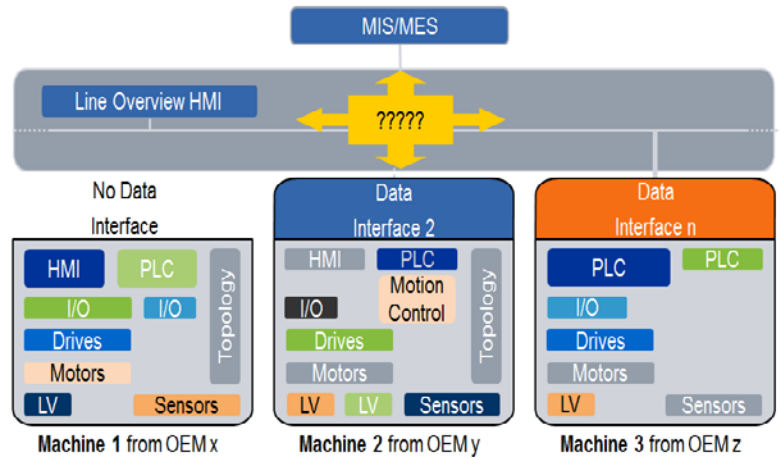 MIS/MES
Line Overview HMI
?????
No Data
Interface
HMI
PLC
I/O
I/O
Drives
Motors
LV
Sensors
Topology
Machine 1 from OEM x
Data
Interface 2
HMI
PLC
I/O
Motion
Control
Drives
Motors
LV
LV
Sensors
Topology
Machine 2 from OEM y
Data
Interface n
PLC
PLC
I/O
Drives
Motors
LV
Sensors
Machine 3 from OEM z